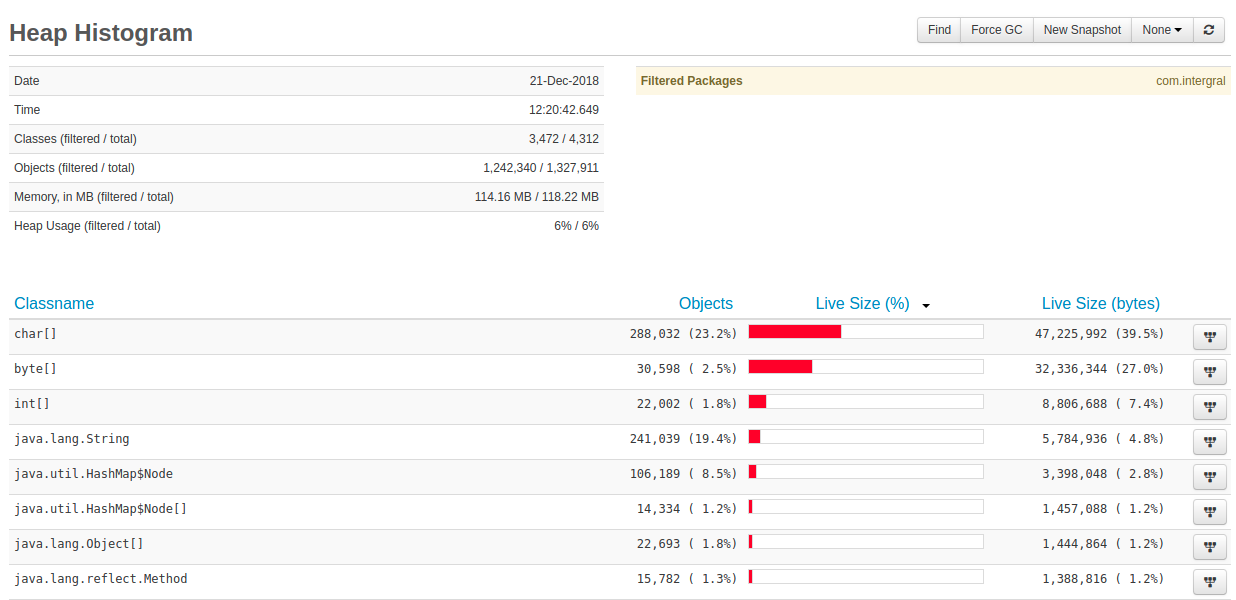 Heap Histogram
Find Force GC New Snapshot None
Date 21-Dec-2018
Time 12:20:42.649
Classes (filtered / total) 3,472 / 4,312
Objects (filtered / total) 1,242,340 / 1,327,911
Memory, in MB (filtered / total) 114.16 MB / 118.22 MB
Heap Usage (filtered / total) 6% / 6%
Filtered Packages com.intergral
Classname Objects Live Size (%) Live Size (bytes)
char[] 288,032 (23.2%) 47,225,992 (39.5%)
byte[] 30,598 ( 2.5%) 32,336,344 (27.0%)
int[] 22,002 ( 1.8%) 8,806,688 ( 7.4%)
java.lang.String 241,039 (19.4%) 5,784,936 ( 4.8%)
java.util.HashMap$Node 106,189 ( 8.5%) 3,398,048 ( 2.8%)
java.util.HashMap$Node[] 14,334 ( 1.2%) 1,457,088 ( 1.2%)
java.lang.Object[] 22,693 ( 1.8%) 1,444,864 ( 1.2%)
java.lang.reflect.Method 15,782 ( 1.3%) 1,388,816 ( 1.2%)